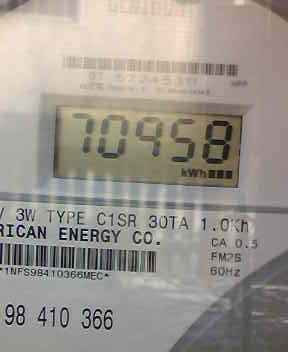 70958
kWh
/ 3W TYPE C1SR 30TA 1.0Kh
RICAN ENERGY CO.
CA 0.5
*1NFS98410366MEC*
FM2S
60Hz
98 410 366